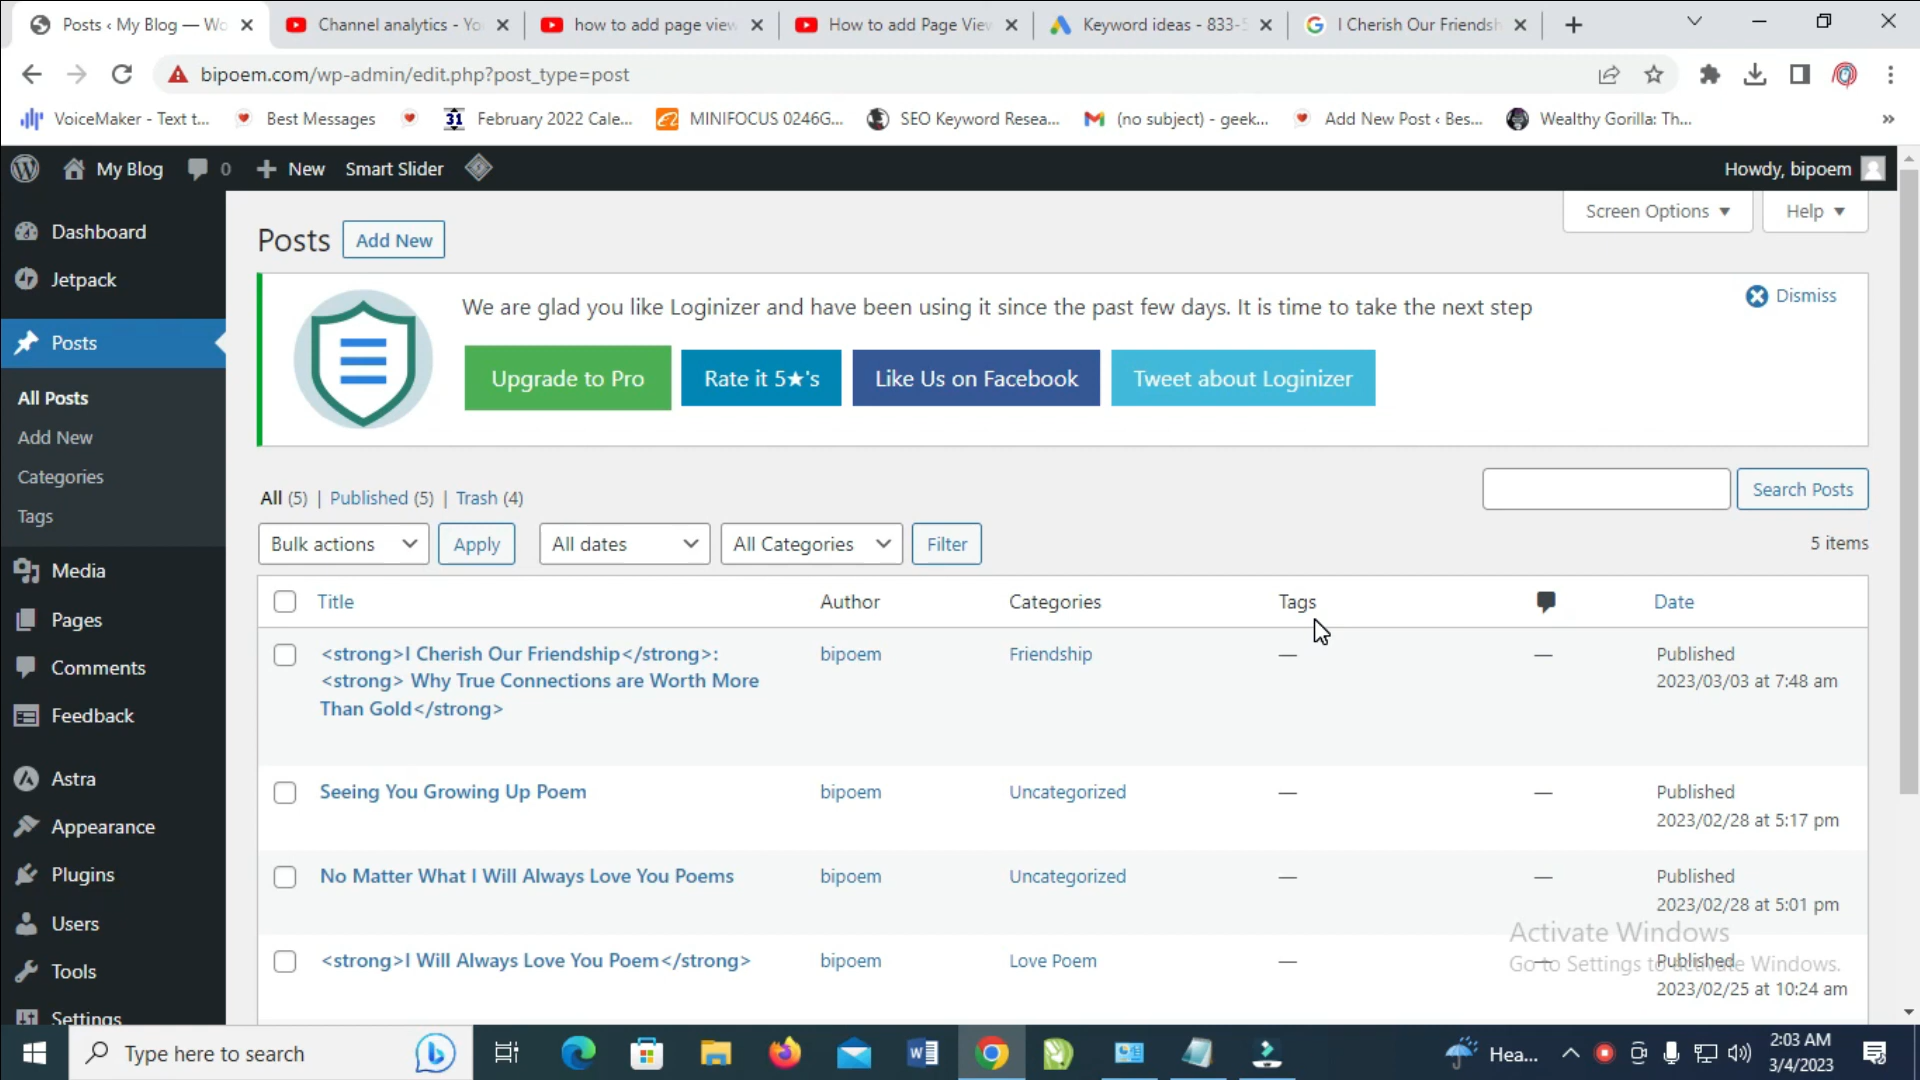 Posts ‹ My Blog — Wo
Channel analytics - Yo
how to add page view
How to add Page View
Keyword ideas - 833-5
I Cherish Our Friendsh
bipoem.com/wp-admin/edit.php?post_type=post
VoiceMaker - Text t...
Best Messages
31
February 2022 Cale...
MINIFOCUS 0246G...
SEO Keyword Resea...
(no subject) - geek...
Add New Post ‹ Bes...
Wealthy Gorilla: Th...
»
My Blog
0
New
Smart Slider
Howdy, bipoem
Dashboard
Jetpack
Posts
All Posts
Add New
Categories
Tags
Media
Pages
Comments
Feedback
Astra
Appearance
Plugins
Users
Tools
Settings
Screen Options ▼
Help ▼
Posts
Add New
We are glad you like Loginizer and have been using it since the past few days. It is time to take the next step
Dismiss
Upgrade to Pro
Rate it 5★'s
Like Us on Facebook
Tweet about Loginizer
All (5) | Published (5) | Trash (4)
Search Posts
Bulk actions
Apply
All dates
All Categories
Filter
5 items
Title
Author
Categories
Tags
Date
<strong>I Cherish Our Friendship</strong>:
<strong> Why True Connections are Worth More
Than Gold</strong>
bipoem
Friendship
—
—
Published
2023/03/03 at 7:48 am
Seeing You Growing Up Poem
bipoem
Uncategorized
—
—
Published
2023/02/28 at 5:17 pm
No Matter What I Will Always Love You Poems
bipoem
Uncategorized
—
—
Published
2023/02/28 at 5:01 pm
<strong>I Will Always Love You Poem</strong>
bipoem
Love Poem
—
—
Published
2023/02/25 at 10:24 am
Activate Windows
Go to Settings to activate Windows.
Type here to search
Hea...
2:03 AM
3/4/2023